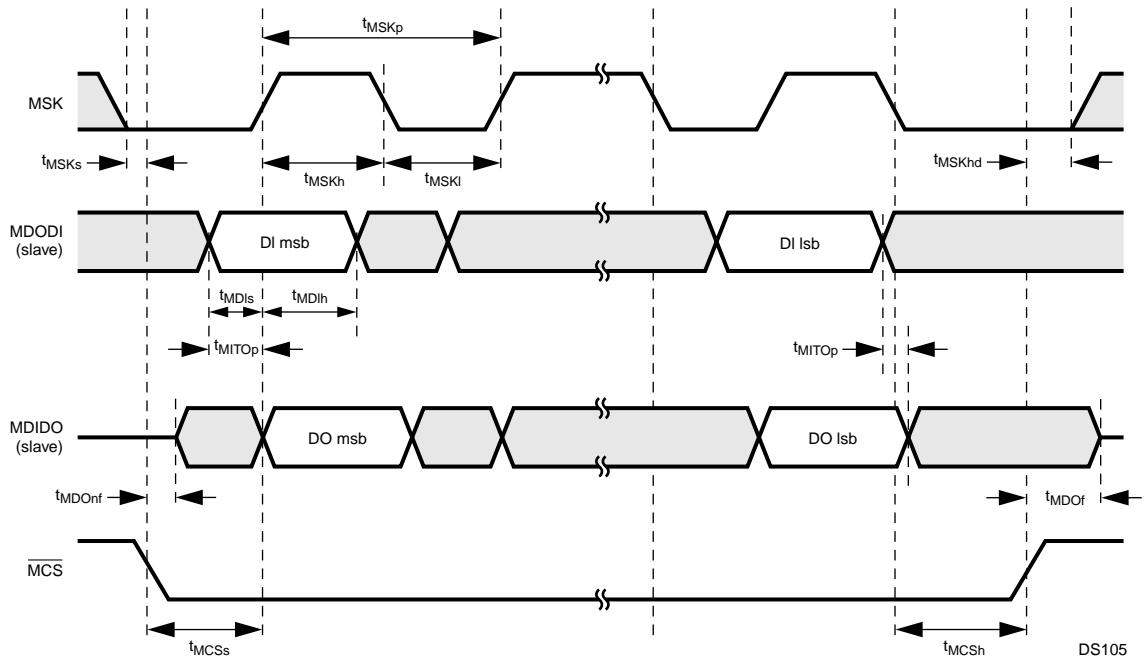 tMSKp
MSK
tMSKs
tMSKh
tMSKl
tMSKhd
MDODI
(slave)
DI msb
DI lsb
tMDIs
tMDIh
tMITOp
tMITOp
MDIDO
(slave)
DO msb
DO lsb
tMDOnf
tMDOf
MCS
tMCSs
tMCSh
DS105